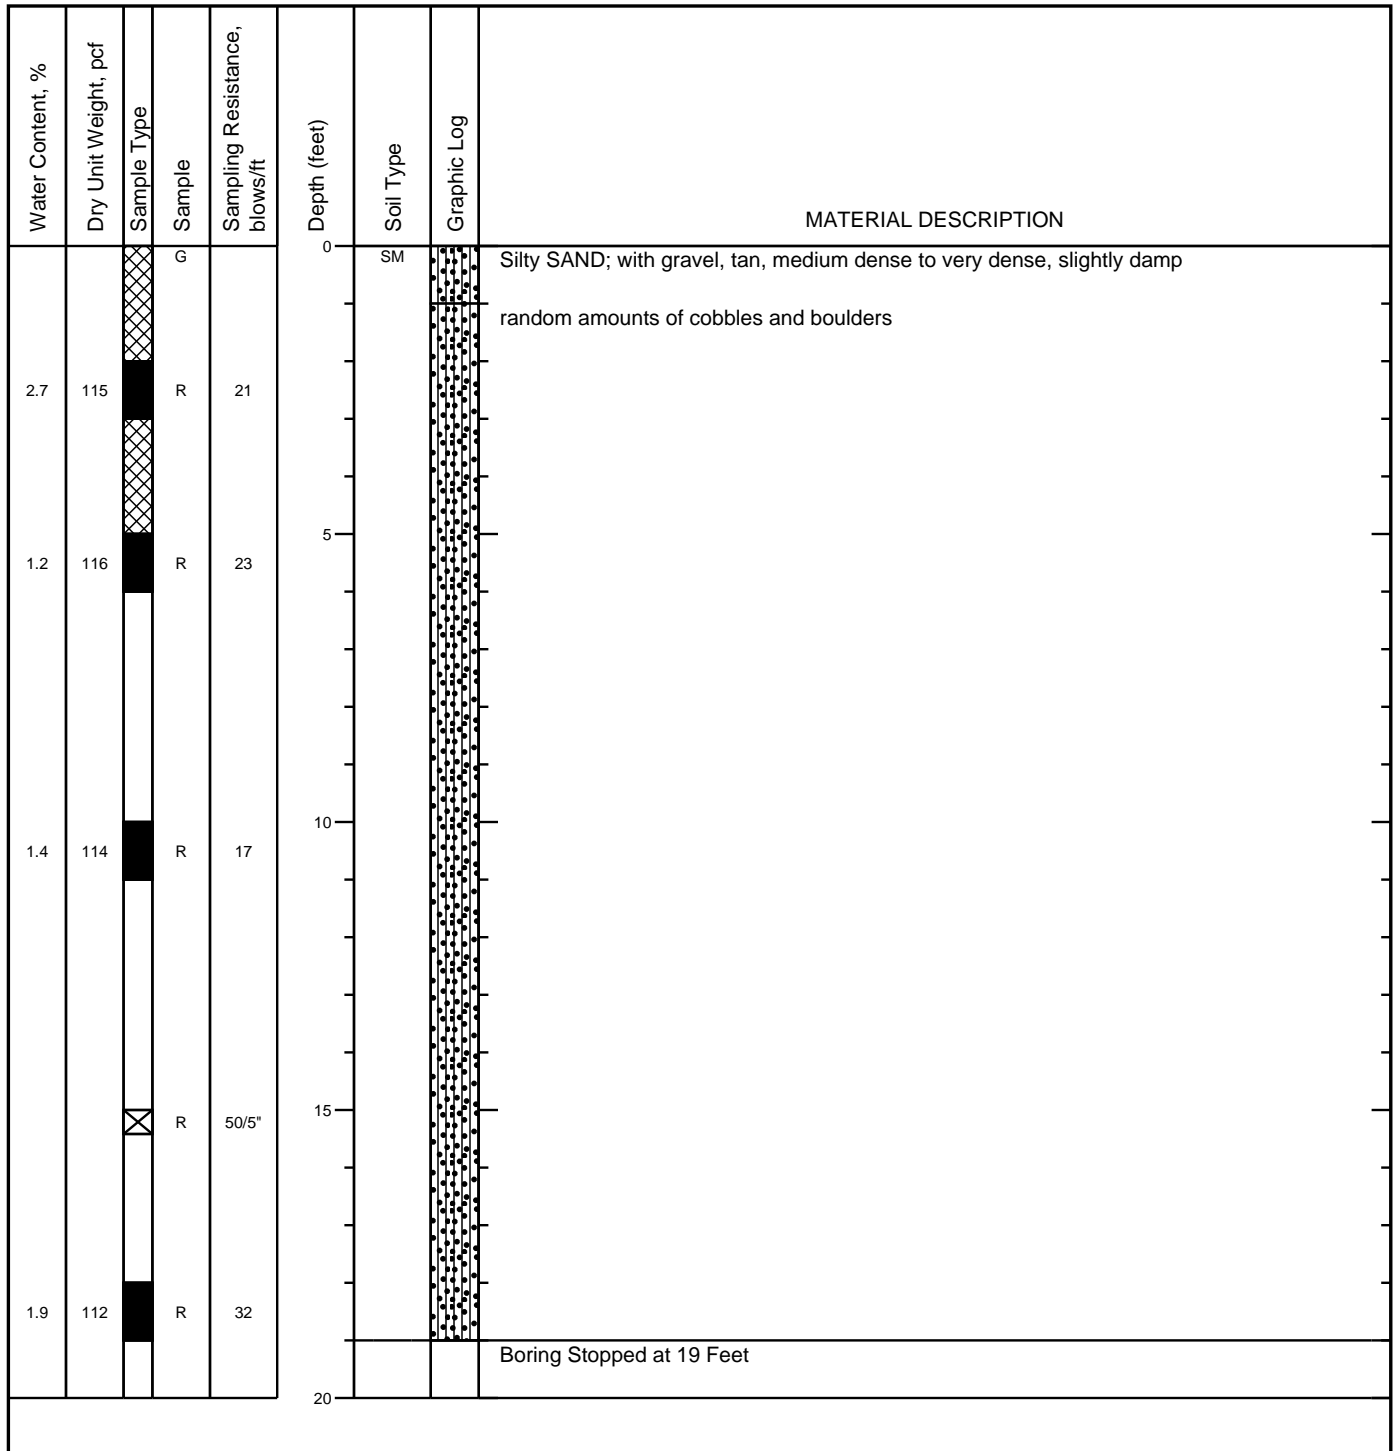 Water Content, %
Dry Unit Weight, pcf
Sample Type
Sample
Sampling Resistance,
blows/ft
Depth (feet)
Soil Type
Graphic Log
MATERIAL DESCRIPTION
0
G
SM
Silty SAND; with gravel, tan, medium dense to very dense, slightly damp
random amounts of cobbles and boulders
2.7 115 R 21
5
1.2 116 R 23
10
1.4 114 R 17
15
R 50/5"
1.9 112 R 32
Boring Stopped at 19 Feet
20